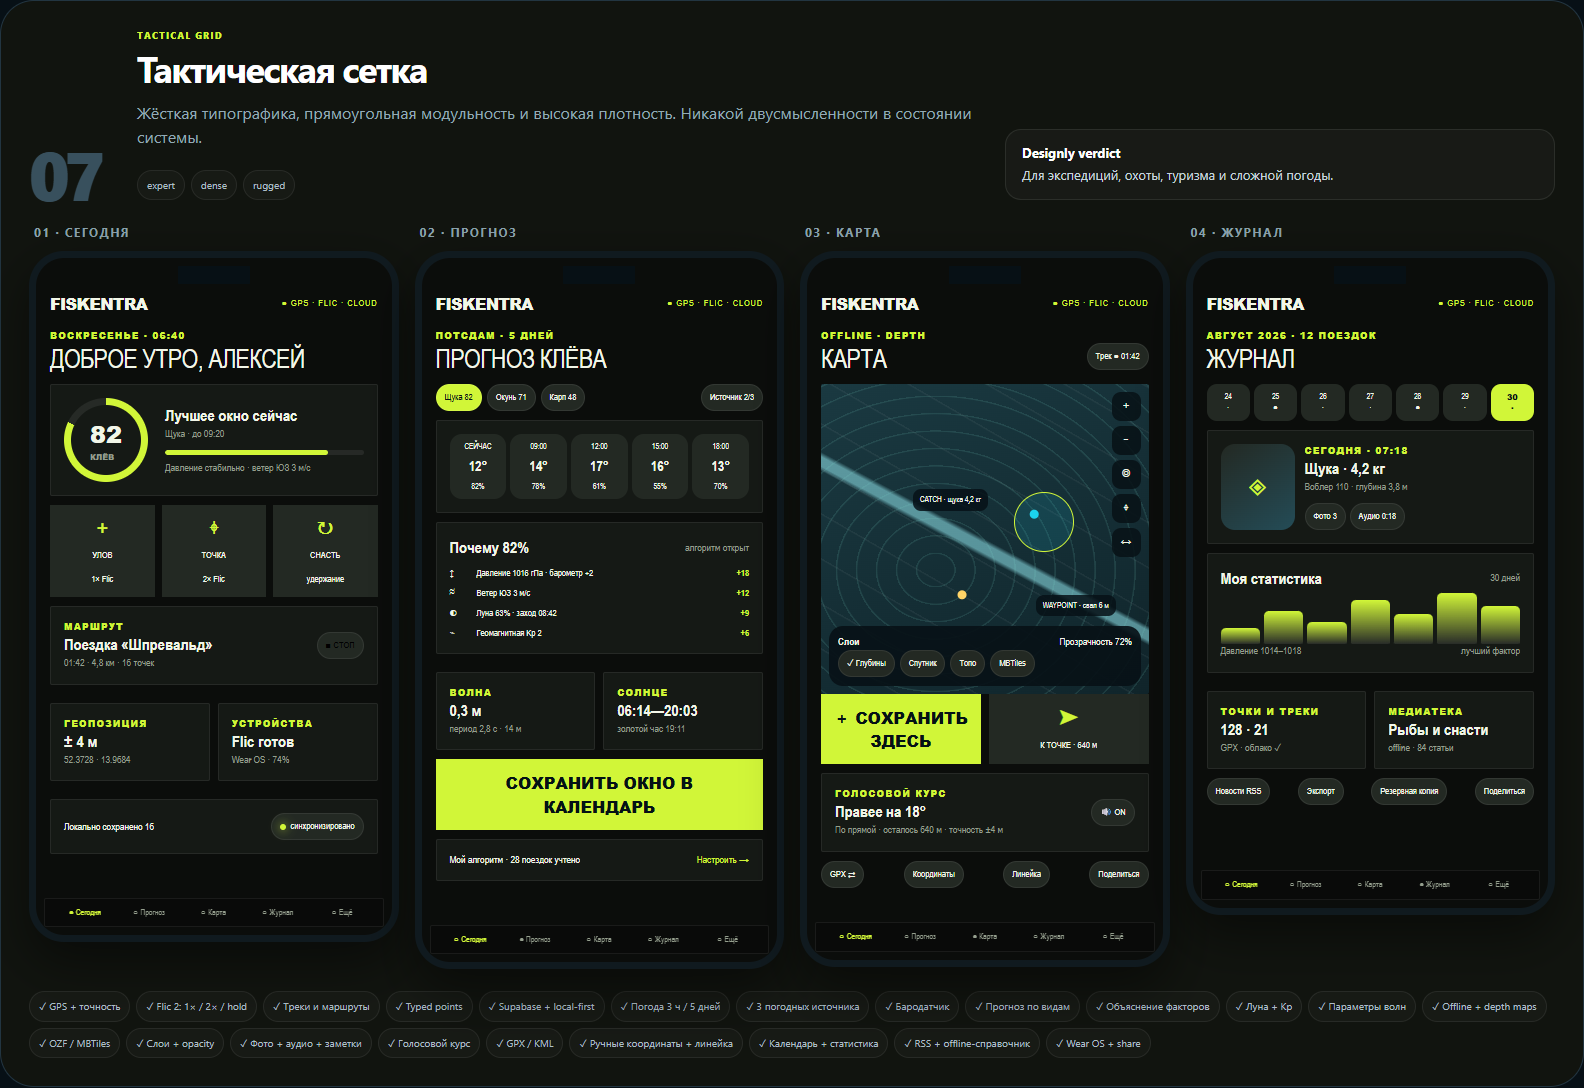 TACTICAL GRID
Тактическая сетка
Жёсткая типографика, прямоугольная модульность и высокая плотность. Никакой двусмысленности в состоянии
системы.
07
expert dense rugged
Designly verdict
Для экспедиций, охоты, туризма и сложной погоды.
01 · СЕГОДНЯ
FISKENTRA
GPS · FLIC · CLOUD
ВОСКРЕСЕНЬЕ · 06:40
ДОБРОЕ УТРО, АЛЕКСЕЙ
82
КЛЁВ
Лучшее окно сейчас
Щука · до 09:20
Давление стабильно · ветер ЮЗ 3 м/с
+
УЛОВ
1× Flic
ТОЧКА
2× Flic
↻
СНАСТЬ
удержание
МАРШРУТ
Поездка «Шпревальд»
01:42 · 4,8 км · 16 точек
СТОП
ГЕОПОЗИЦИЯ
± 4 м
52.3728 · 13.9684
УСТРОЙСТВА
Flic готов
Wear OS · 74%
Локально сохранено 16
синхронизировано
Сегодня Прогноз Карта Журнал Ещё
02 · ПРОГНОЗ
FISKENTRA
GPS · FLIC · CLOUD
ПОТСДАМ · 5 ДНЕЙ
ПРОГНОЗ КЛЁВА
Щука 82 Окунь 71 Карп 48 Источник 2/3
СЕЙЧАС 09:00 12:00 15:00 18:00
12° 14° 17° 16° 13°
82% 78% 61% 55% 70%
Почему 82%
алгоритм открыт
Давление 1016 гПа · барометр +2 +18
Ветер ЮЗ 3 м/с +12
Луна 63% · заход 08:42 +9
Геомагнитная Kp 2 +6
ВОЛНА
0,3 м
период 2,8 с · 14 м
СОЛНЦЕ
06:14—20:03
золотой час 19:11
СОХРАНИТЬ ОКНО В
КАЛЕНДАРЬ
Мой алгоритм · 28 поездок учтено Настроить →
Сегодня Прогноз Карта Журнал Ещё
03 · КАРТА
FISKENTRA
GPS · FLIC · CLOUD
OFFLINE · DEPTH
КАРТА
Трек 01:42
+
−
CATCH · щука 4,2 кг
↔
WAYPOINT · свал 6 м
Слои Прозрачность 72%
✓ Глубины Спутник Топо MBTiles
+ СОХРАНИТЬ
ЗДЕСЬ
К ТОЧКЕ · 640 м
ГОЛОСОВОЙ КУРС
Правее на 18°
По прямой · осталось 640 м · точность ±4 м
ON
GPX ⇄ Координаты Линейка Поделиться
Сегодня Прогноз Карта Журнал Ещё
04 · ЖУРНАЛ
FISKENTRA
GPS · FLIC · CLOUD
АВГУСТ 2026 · 12 ПОЕЗДОК
ЖУРНАЛ
24 25 26 27 28 29 30
СЕГОДНЯ · 07:18
Щука · 4,2 кг
Воблер 110 · глубина 3,8 м
Фото 3 Аудио 0:18
Моя статистика
30 дней
Давление 1014–1018 лучший фактор
ТОЧКИ И ТРЕКИ
128 · 21
GPX · облако ✓
МЕДИАТЕКА
Рыбы и снасти
offline · 84 статьи
Новости RSS Экспорт Резервная копия Поделиться
Сегодня Прогноз Карта Журнал Ещё
✓ GPS + точность ✓ Flic 2: 1× / 2× / hold ✓ Треки и маршруты ✓ Typed points ✓ Supabase + local-first ✓ Погода 3 ч / 5 дней ✓ 3 погодных источника ✓ Бародатчик ✓ Прогноз по видам ✓ Объяснение факторов ✓ Луна + Kp ✓ Параметры волн ✓ Offline + depth maps
✓ OZF / MBTiles ✓ Слои + opacity ✓ Фото + аудио + заметки ✓ Голосовой курс ✓ GPX / KML ✓ Ручные координаты + линейка ✓ Календарь + статистика ✓ RSS + offline-справочник ✓ Wear OS + share